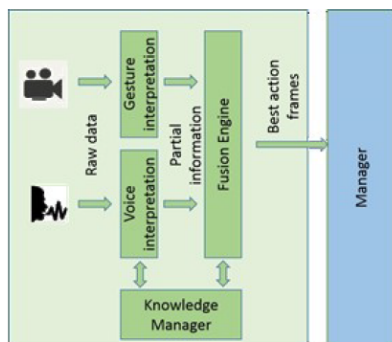 Raw data
Gesture
interpretation
Voice
interpretation
Partial
information
Fusion Engine
Best action
frames
Manager
Knowledge
Manager